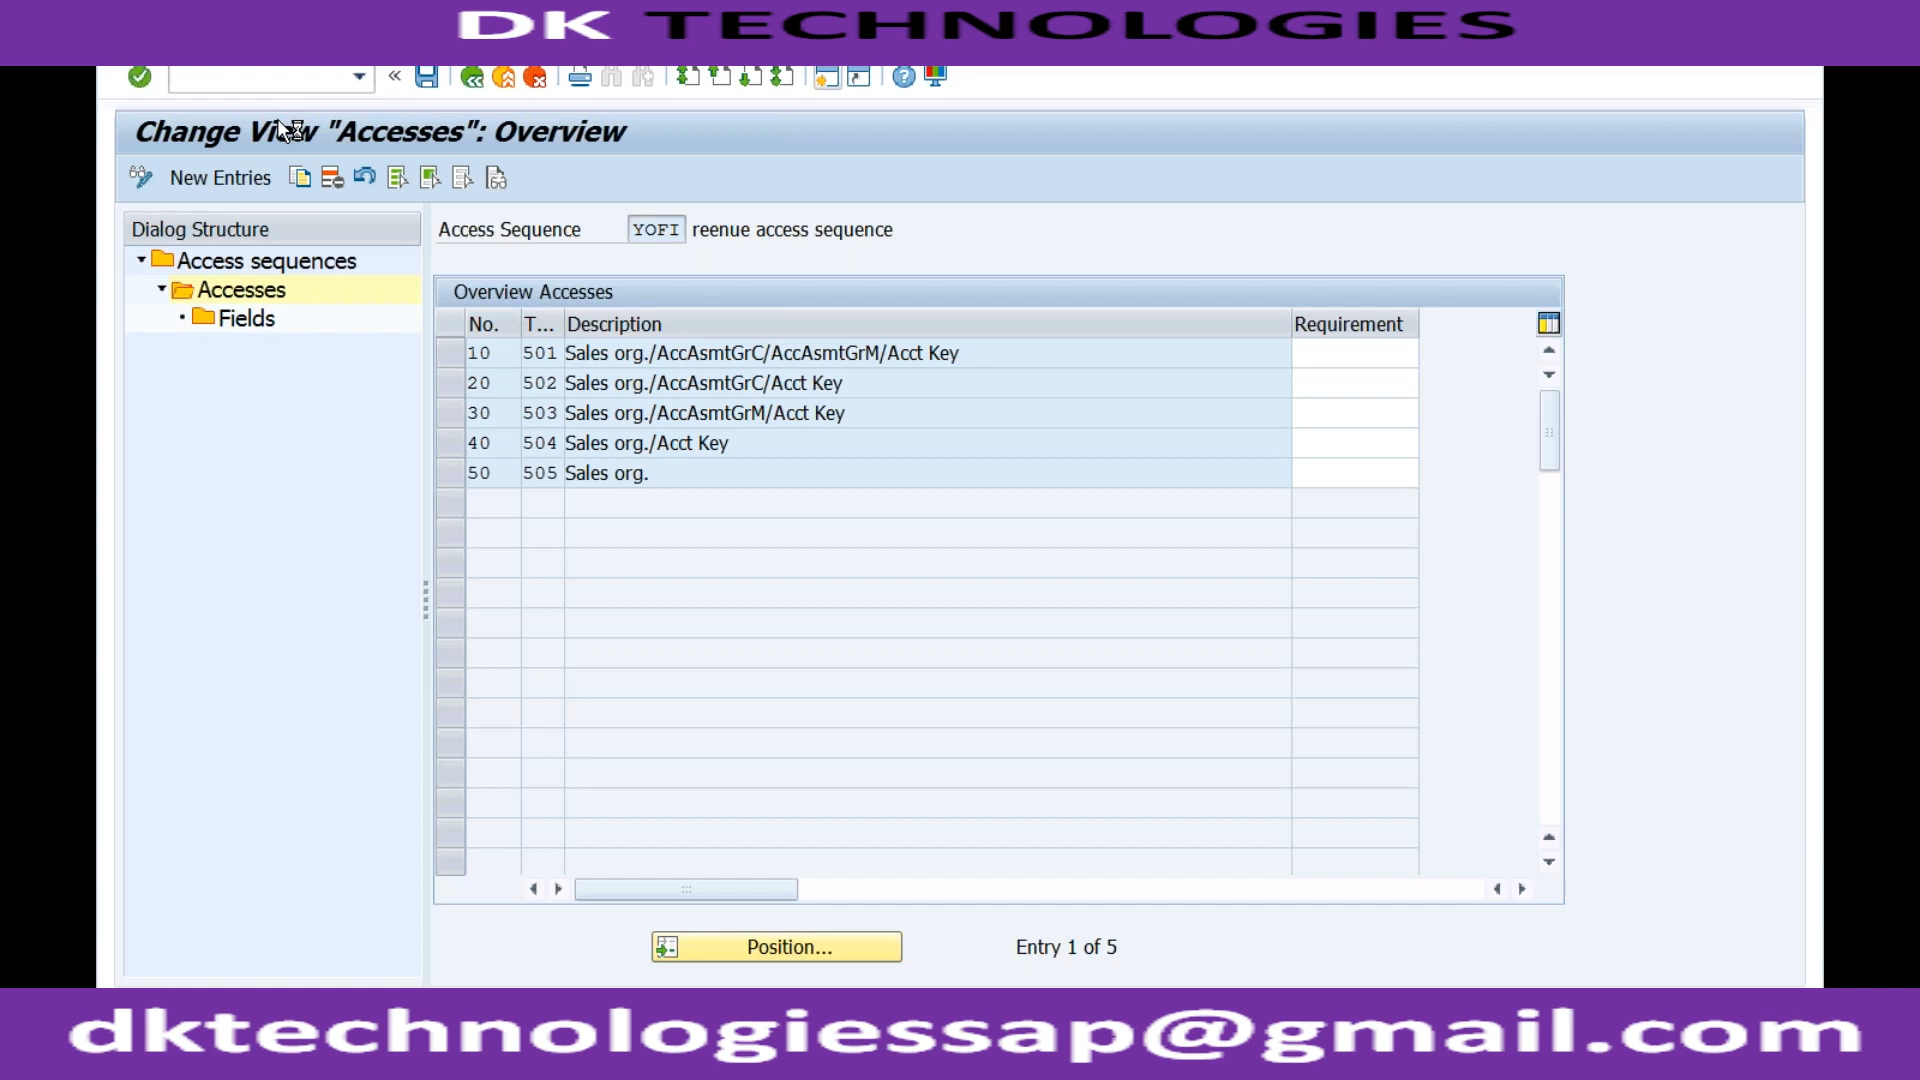 DK TECHNOLOGIES
Change View "Accesses": Overview
New Entries
Dialog Structure
Access sequences
Accesses
Fields
Access Sequence YOFI reenue access sequence
Overview Accesses
No. T... Description Requirement
10 501 Sales org./AccAsmtGrC/AccAsmtGrM/Acct Key
20 502 Sales org./AccAsmtGrC/Acct Key
30 503 Sales org./AccAsmtGrM/Acct Key
40 504 Sales org./Acct Key
50 505 Sales org.
Position... Entry 1 of 5
dktechnologiessap@gmail.com